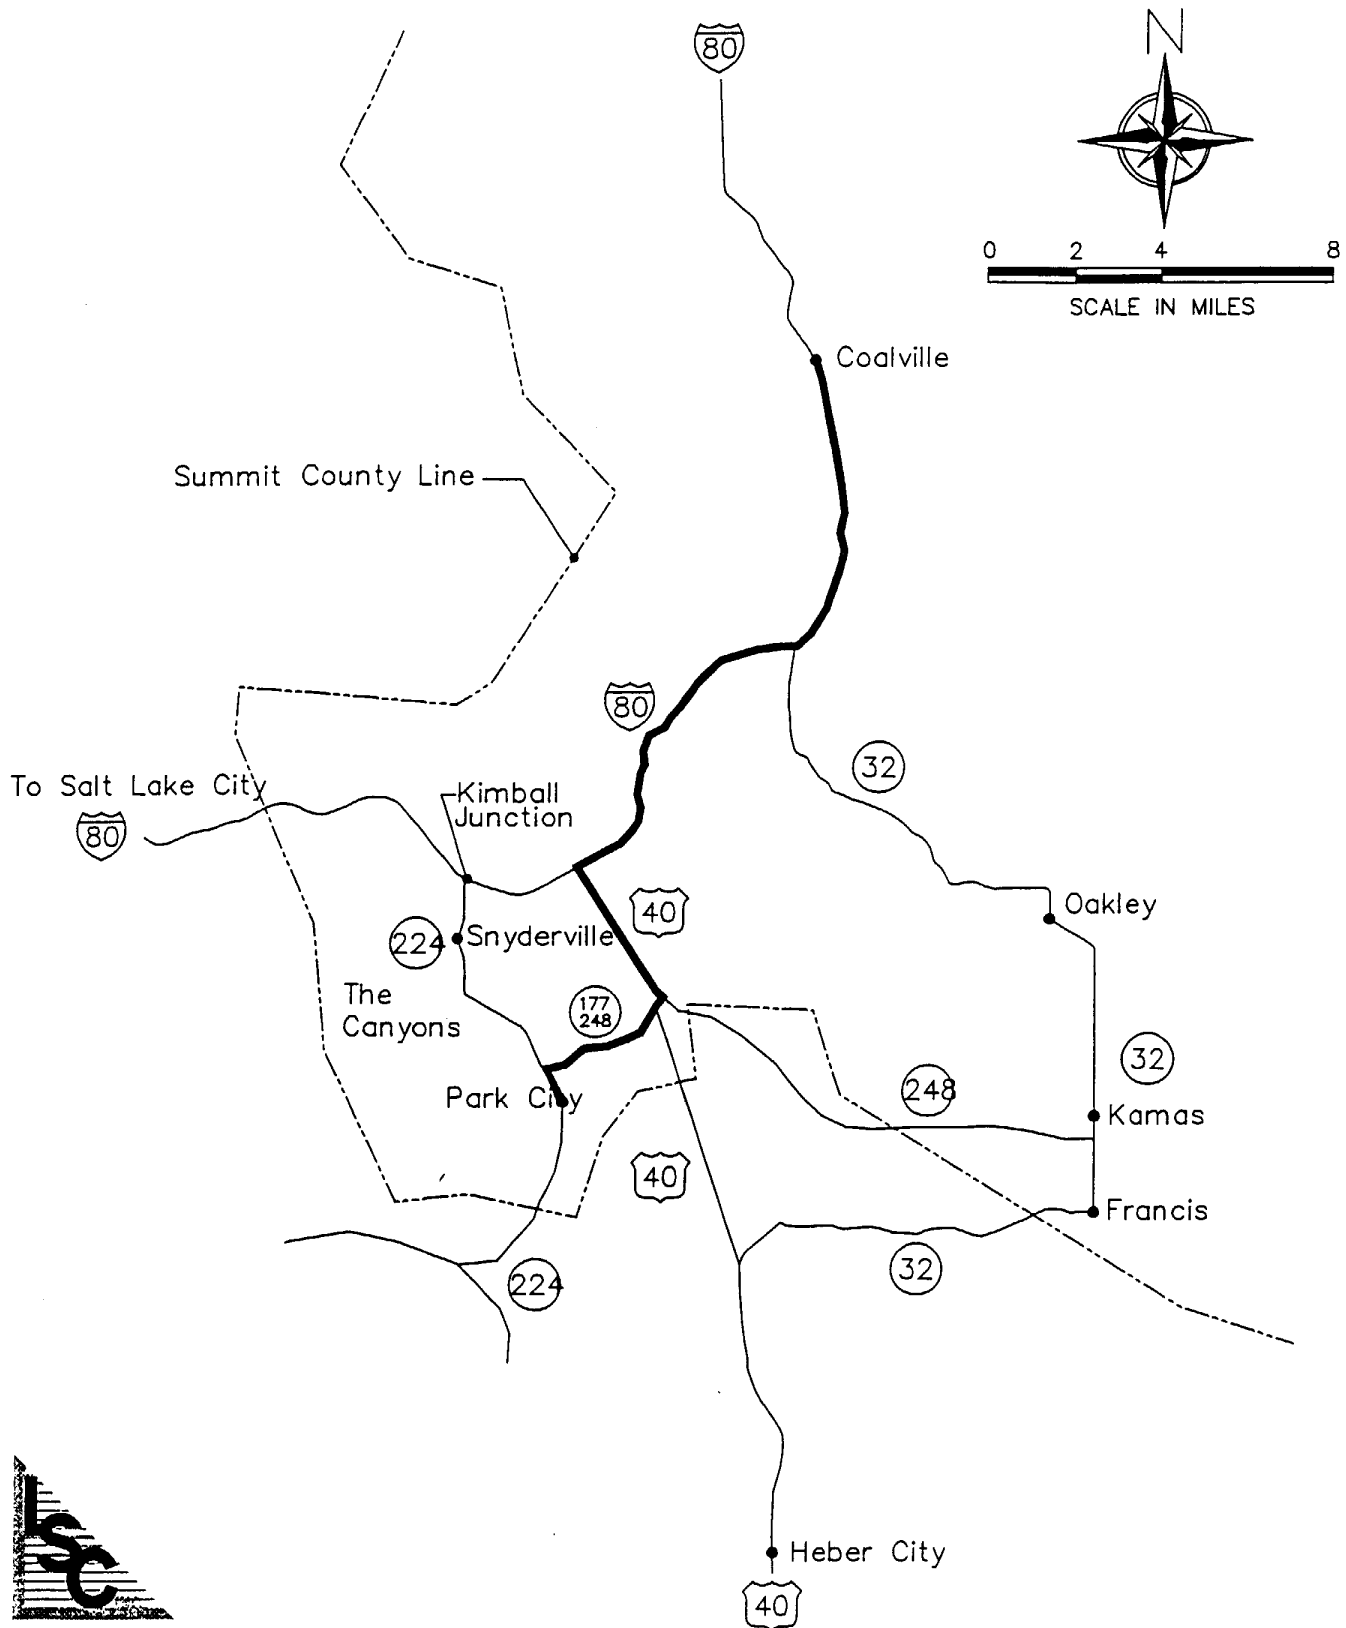 80
N
0 2 4 8
SCALE IN MILES
Coalville
Summit County Line
80
32
To Salt Lake City
80
Kimball
Junction
40
Oakley
224
Snyderville
The
Canyons
177
248
32
248
Park City
Kamas
40
Francis
32
224
LSC
Heber City
40